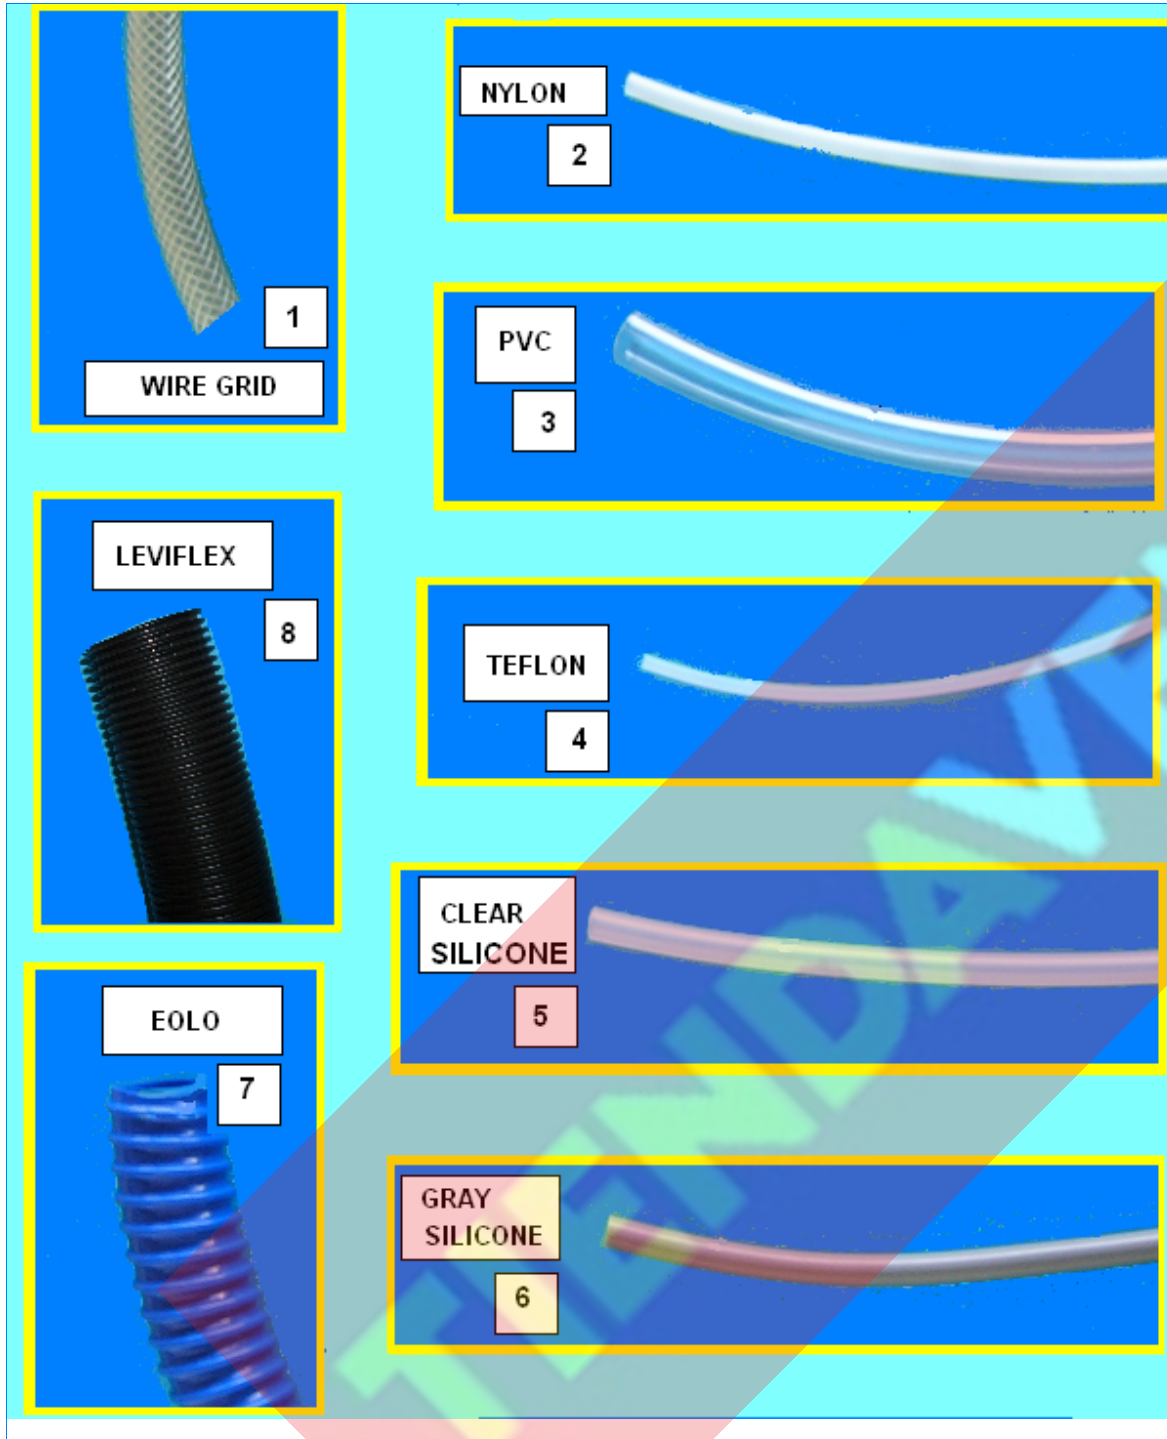 1
WIRE GRID
NYLON
2
PVC
3
LEVIFLEX
8
TEFLON
4
CLEAR
SILICONE
5
EOLO
7
GRAY
SILICONE
6